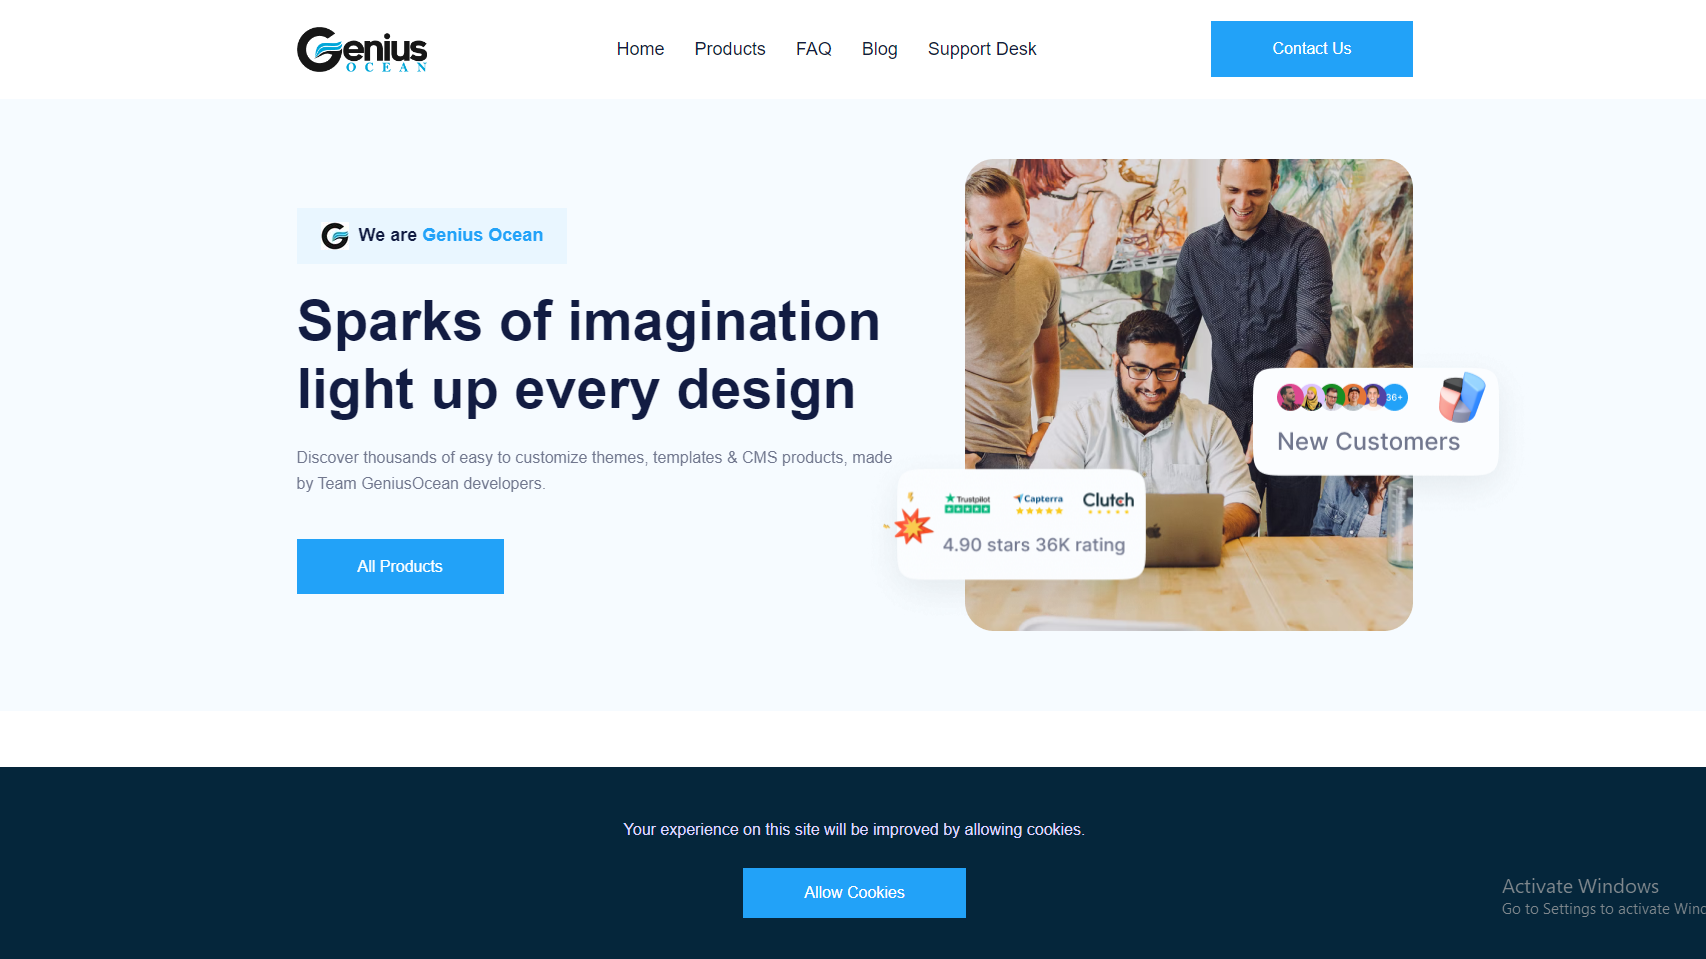 Genius
OCEAN
Home
Products
FAQ
Blog
Support Desk
Contact Us
We are Genius Ocean
Sparks of imagination
light up every design
Discover thousands of easy to customize themes, templates & CMS products, made
by Team GeniusOcean developers.
All Products
36+
New Customers
Trustpilot
Capterra
Clutch
4.90 stars 36K rating
Your experience on this site will be improved by allowing cookies.
Allow Cookies
Activate Windows
Go to Settings to activate Winc